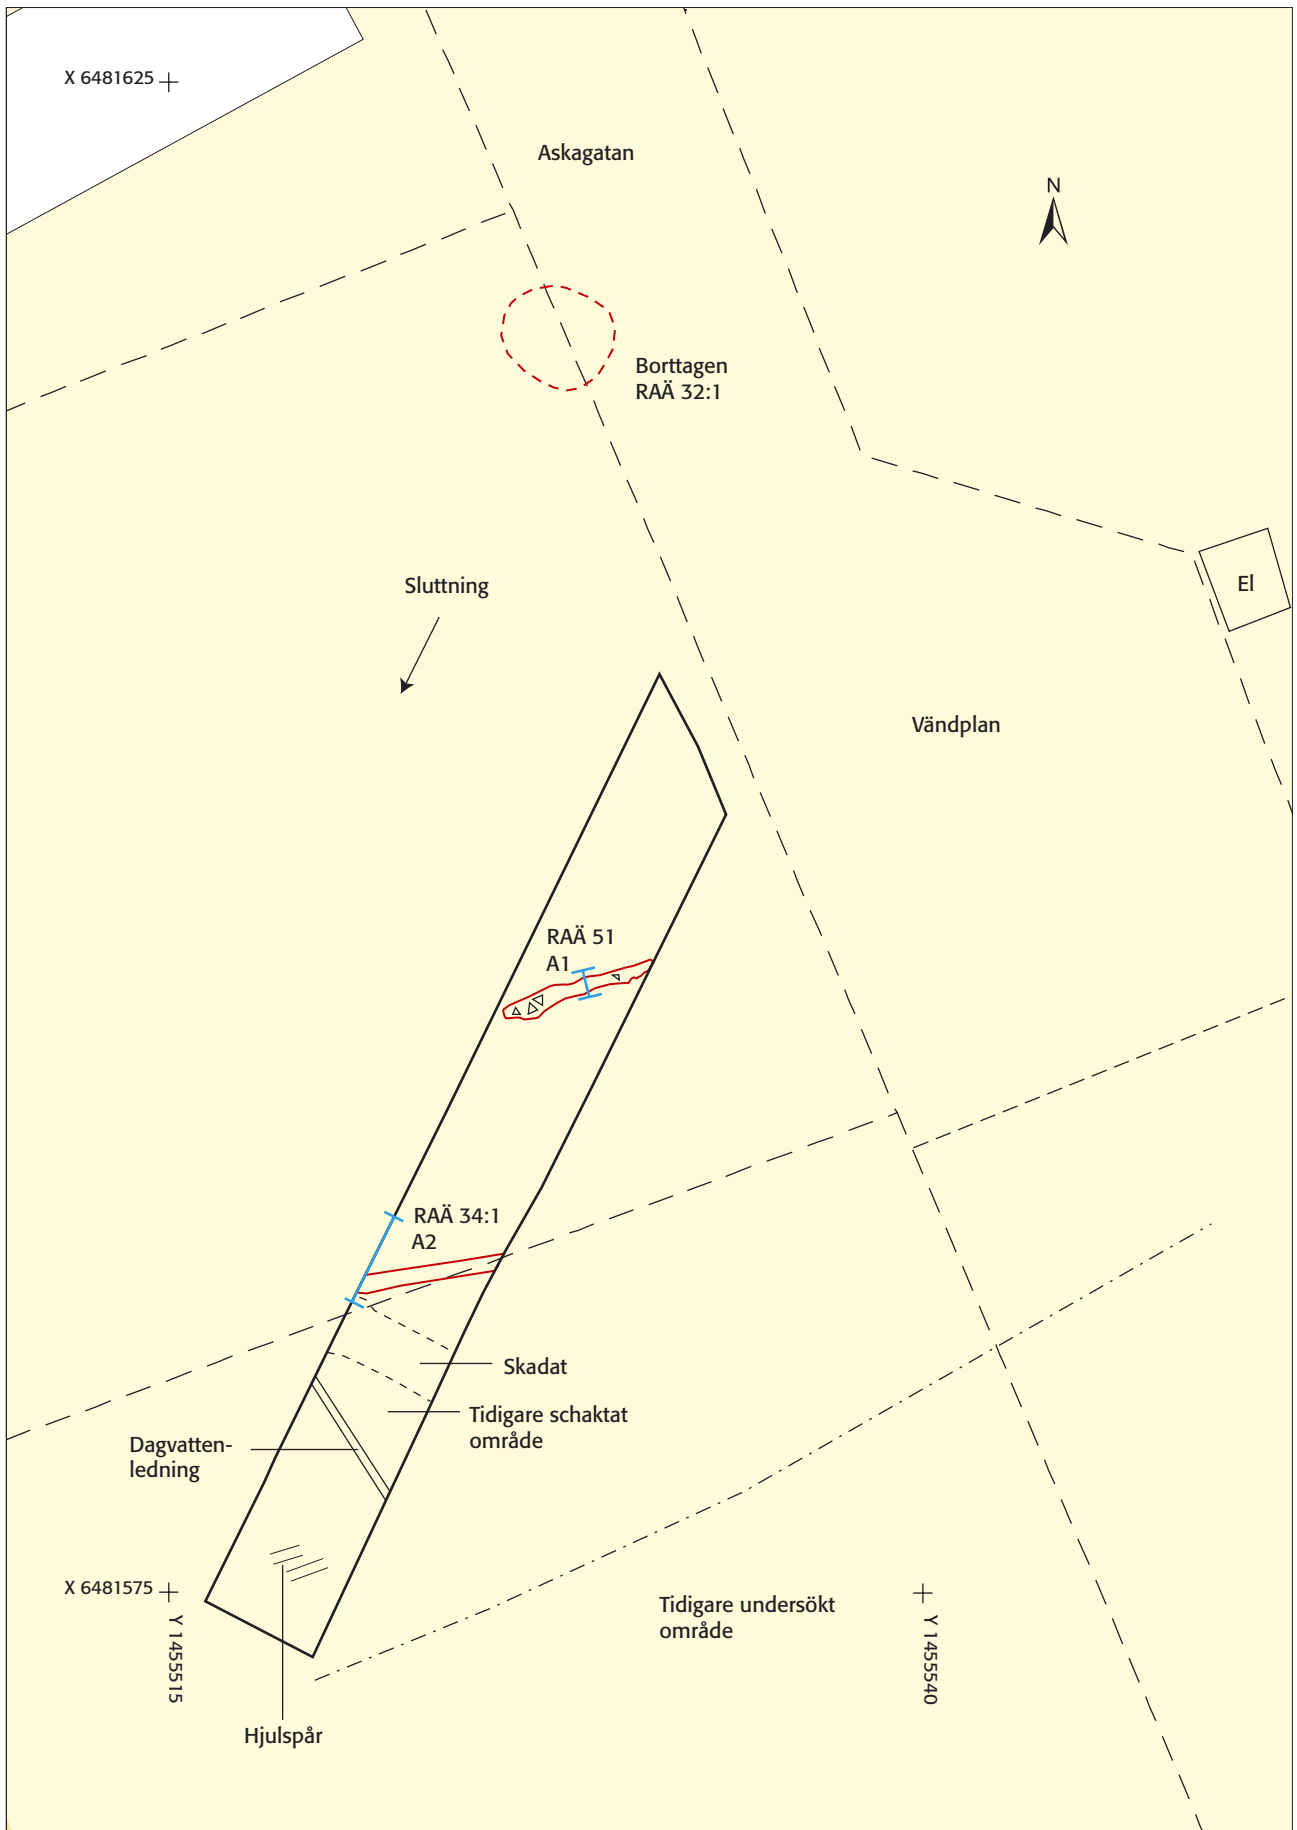 X 6481625
Askagatan
N
Borttagen
RAÄ 32:1
Sluttning
El
Vändplan
RAÄ 51
A1
RAÄ 34:1
A2
Skadat
Tidigare schaktat
område
Dagvatten-
ledning
X 6481575
Y 1455515
Tidigare undersökt
område
Y 1455540
Hjulspår